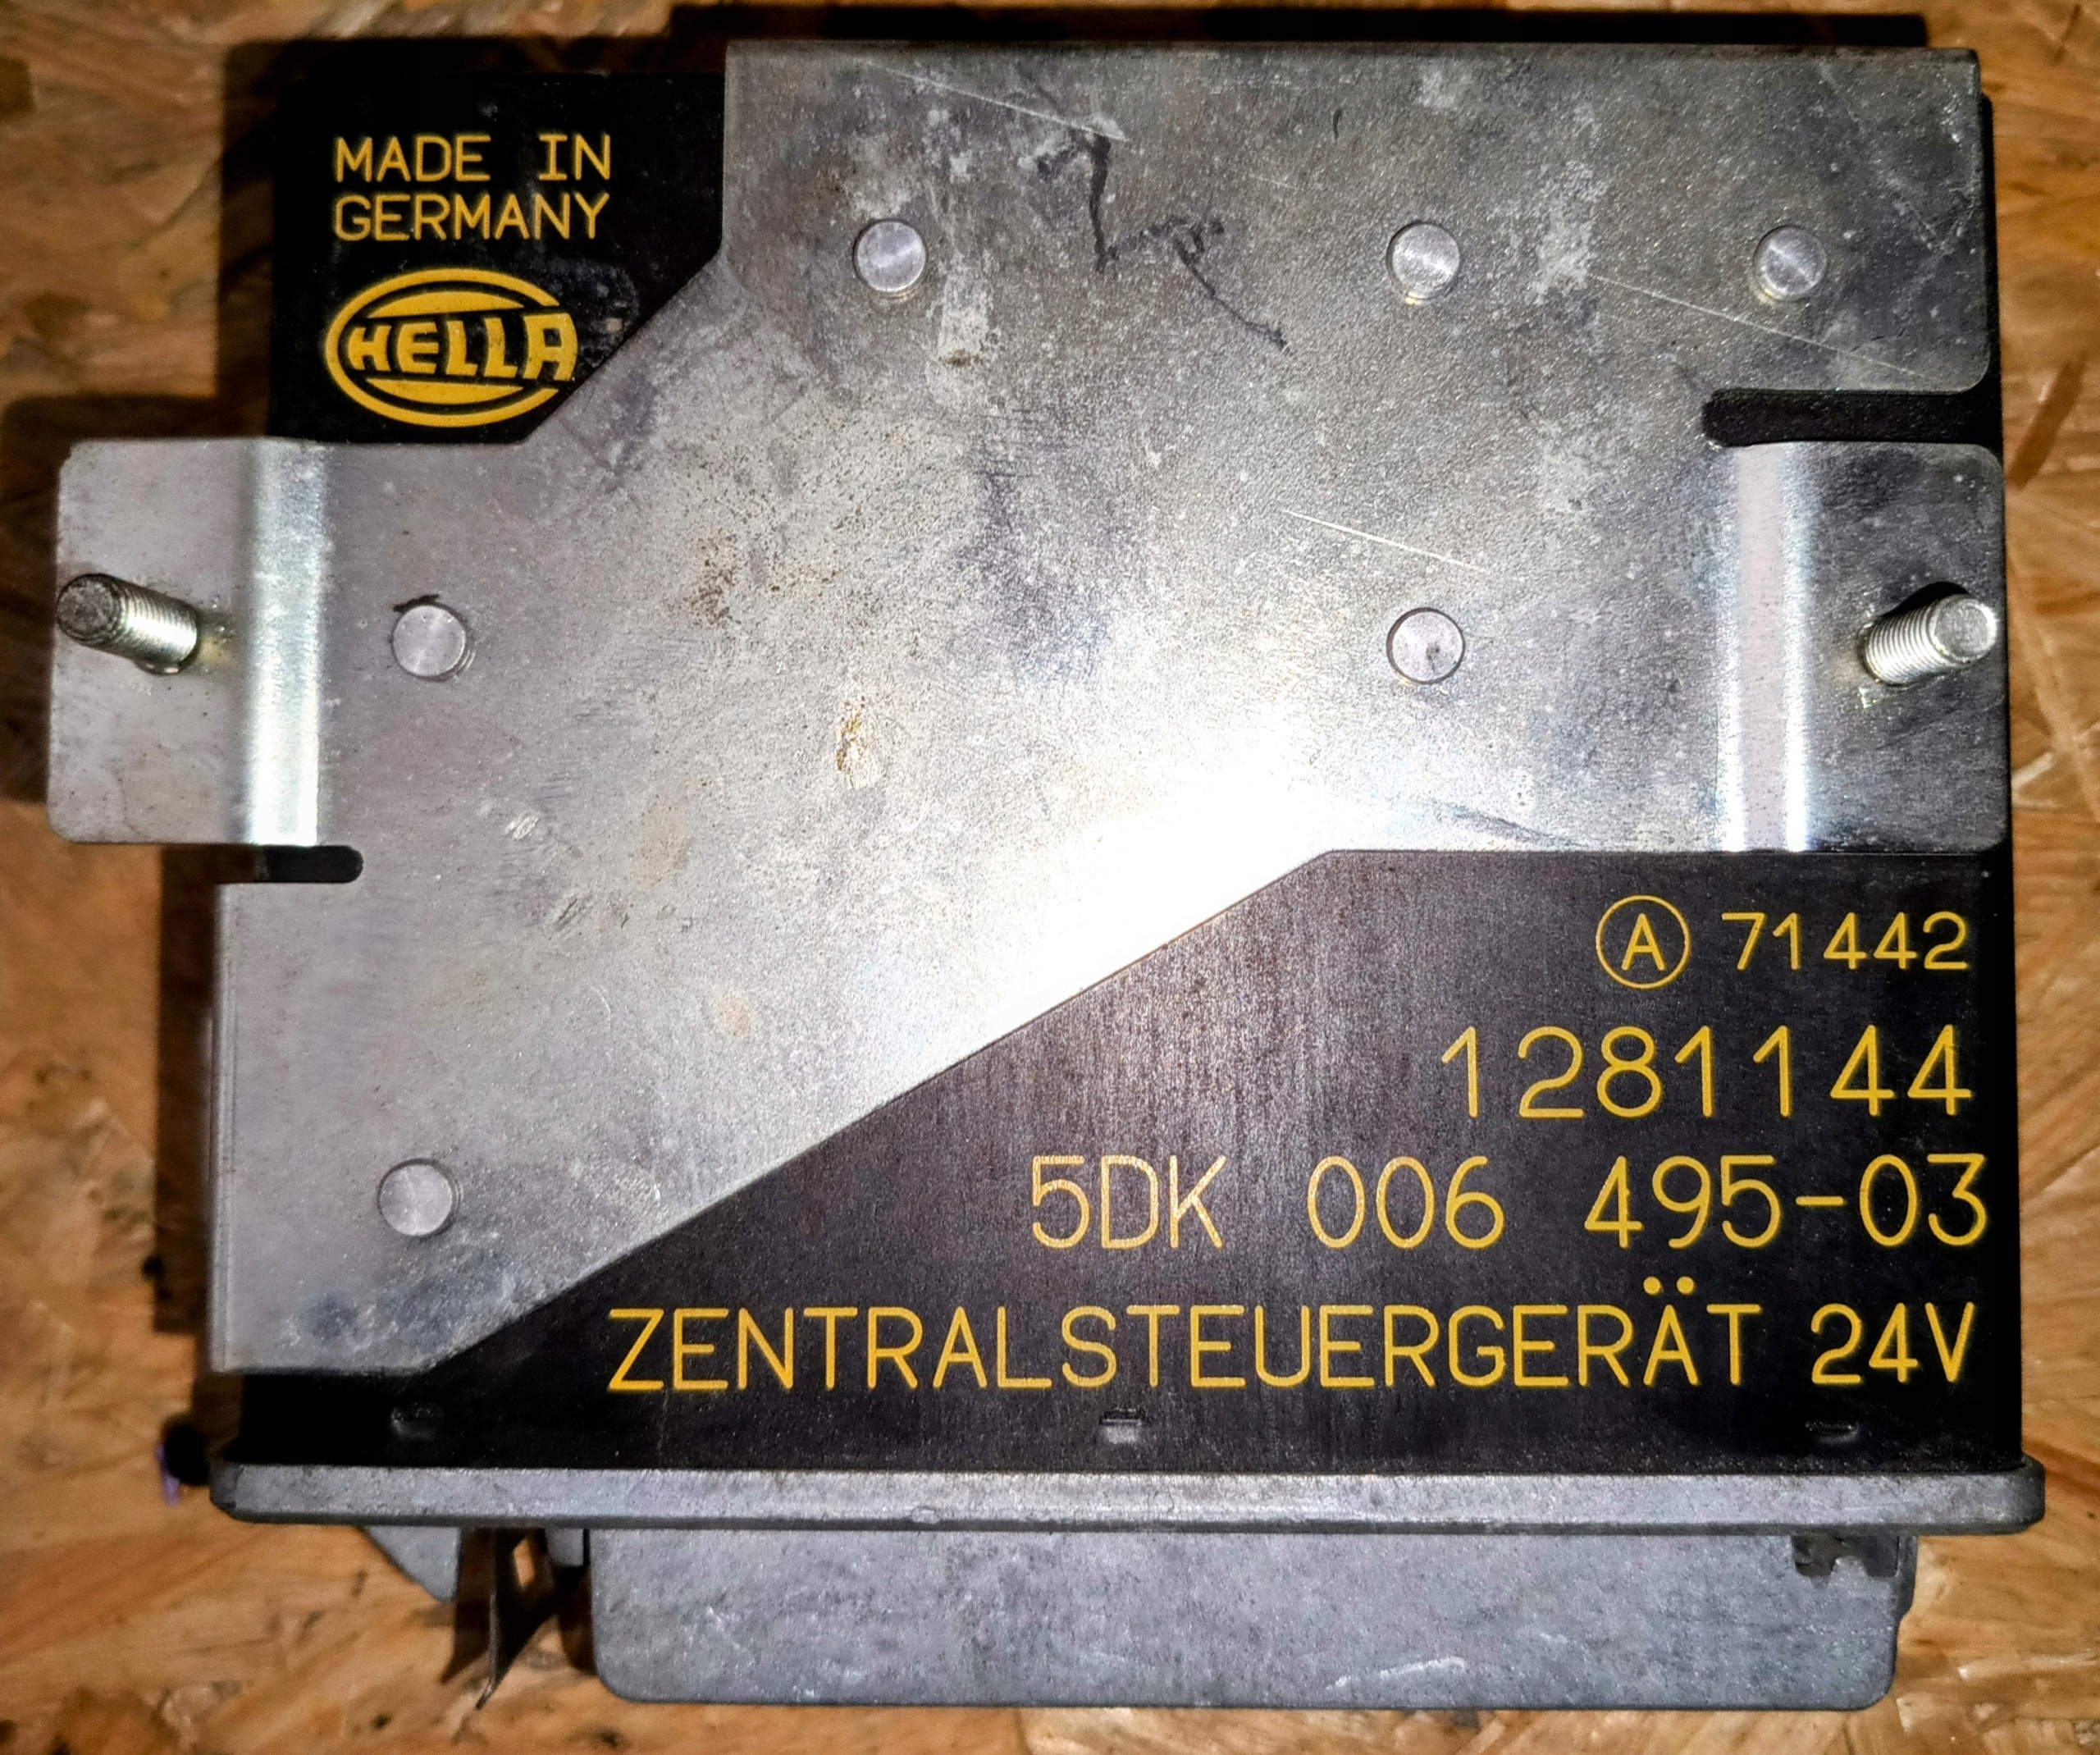 MADE IN
GERMANY
HELLA
Ⓐ 71442
1281144
5DK 006 495-03
ZENTRALSTEUERGERÄT 24V